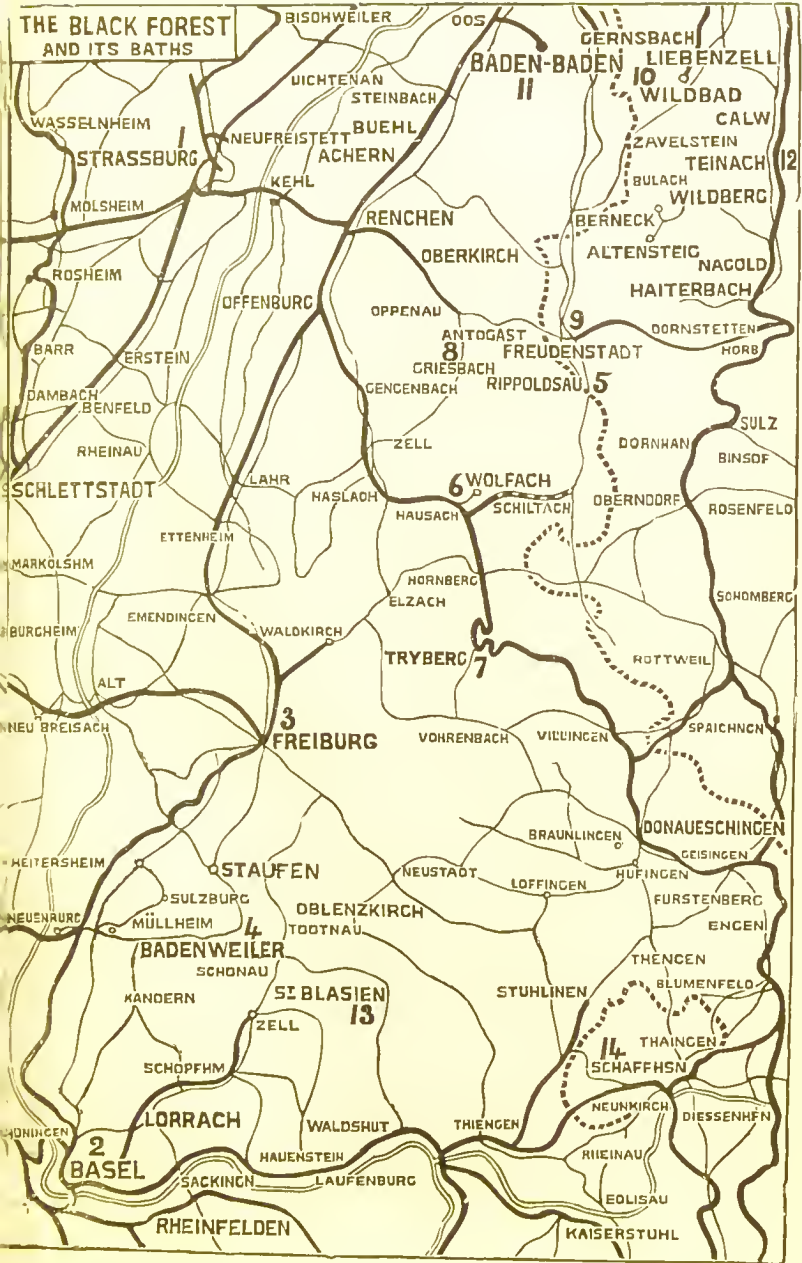 THE BLACK FOREST
AND ITS BATHS
BISCHWEILER
OOS
GERNSBACH
BADEN-BADEN
11
10
LIEBENZELL
WILDBAD
UICHTENAN
STEINBACH
CALW
WASSELNHEIM
1
NEUFREISTETT
BUEHL
ZAVELSTEIN
STRASSBURG
ACHERN
TEINACH
12
KEHL
BULACH
WILDBERG
MOLSHEIM
RENCHEN
BERNECK
OBERKIRCH
ALTENSTEIG
NAGOLD
ROSHEIM
HAITERBACH
OFFENBURG
OPPENAU
9
DORNSTETTEN
ANTOGAST
BARR
8
FREUDENSTADT
HORB
ERSTEIN
GRIESBACH
GENGENBACH
RIPPOLDSAU
5
DAMBACH
BENFELD
SULZ
RHEINAU
ZELL
DORNHAN
BINSOF
SCHLETTSTADT
LAHR
6
WOLFACH
HASLACH
SCHILTACH
OBERNDORF
ROSENFELD
HAUSACH
ETTENHEIM
MARKOLSHM
HORNBERG
ELZACH
SCHOMBERG
EMENDINGEN
BURGHEIM
WALDKIRCH
TRYBERG
7
ROTTWEIL
ALT
3
NEU BREISACH
FREIBURG
VOHRENBACH
VILLINGEN
SPAICHNGN
BRAUNLINGEN
DONAUESCHINGEN
GEISINGEN
HEITERSHEIM
STAUFEN
NEUSTADT
HUFINGEN
LOFFINGEN
SULZBURG
OBLENZKIRCH
FURSTENBERG
NEUENBURG
MÜLLHEIM
4
TODTNAU
ENGEN
BADENWEILER
SCHONAU
THENGEN
KANDERN
ST BLASIEN
STUHLINEN
BLUMENFELD
13
ZELL
14
THAINGEN
SCHOPFHM
SCHAFFHSN
NEUNKIRCH
LORRACH
WALDSHUT
THIENGEN
DIESSENHFN
2
BASEL
HAUENSTEIN
RHEINAU
SACKINGN
LAUFENBURG
EGLISAU
RHEINFELDEN
KAISERSTUHL